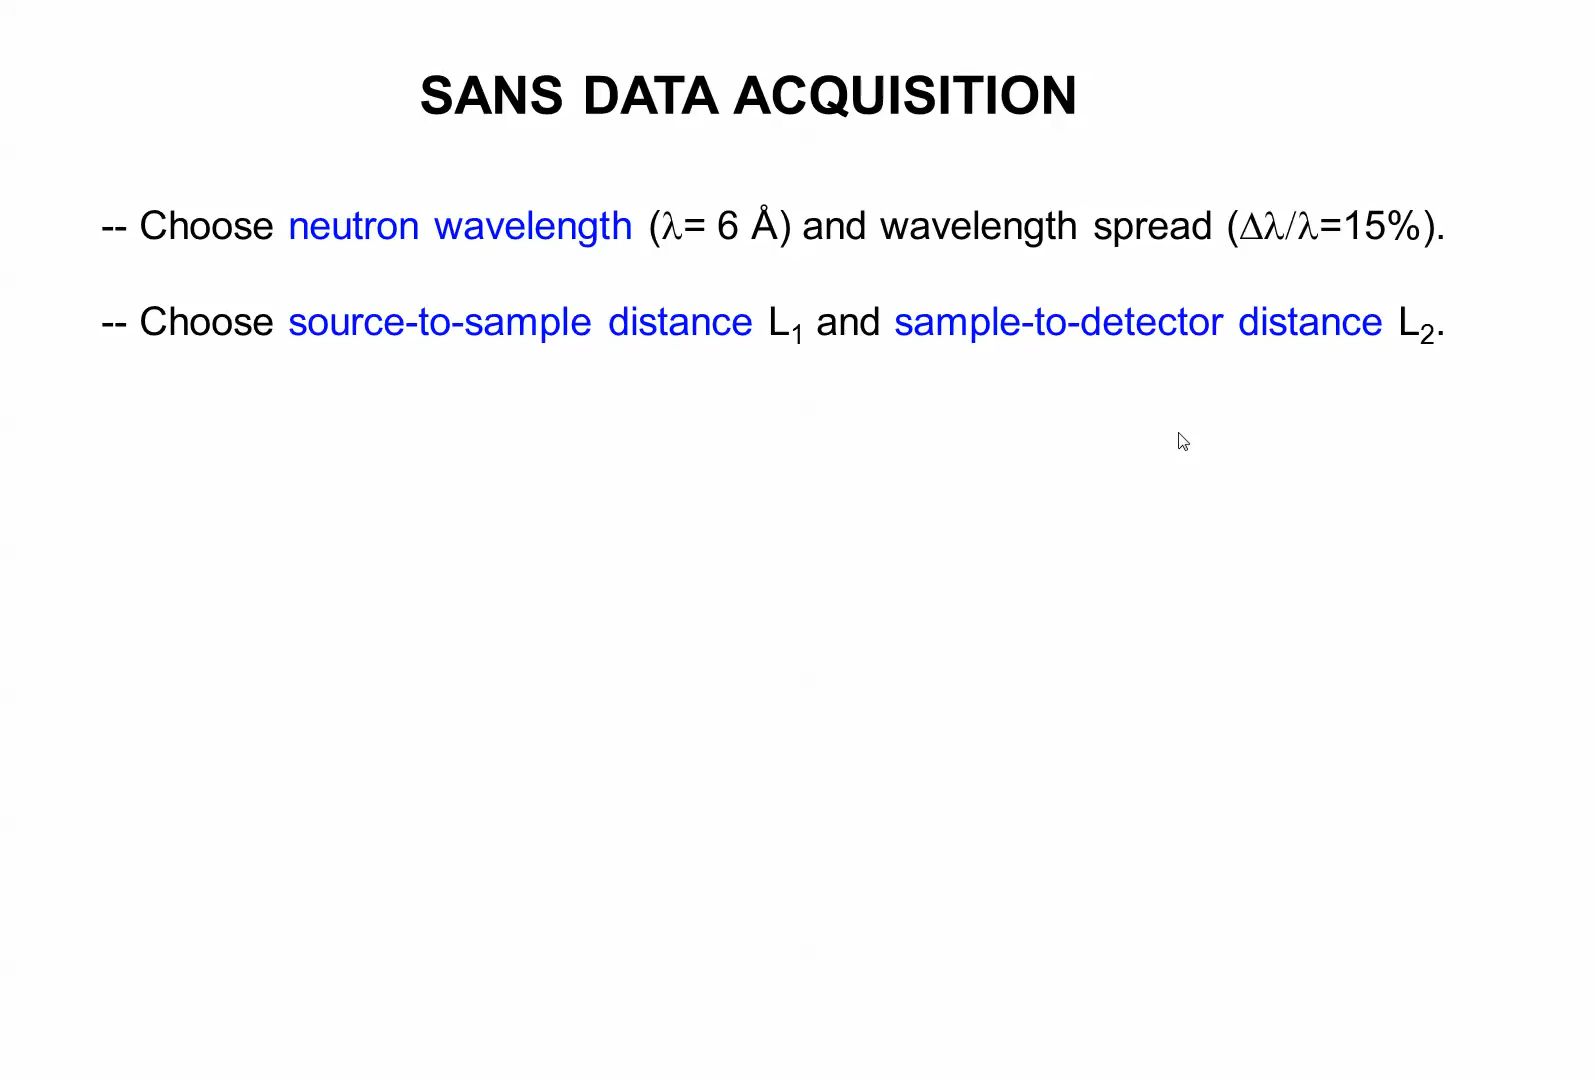 SANS DATA ACQUISITION
-- Choose neutron wavelength (λ= 6 Å) and wavelength spread (Δλ/λ=15%).
-- Choose source-to-sample distance L₁ and sample-to-detector distance L₂.